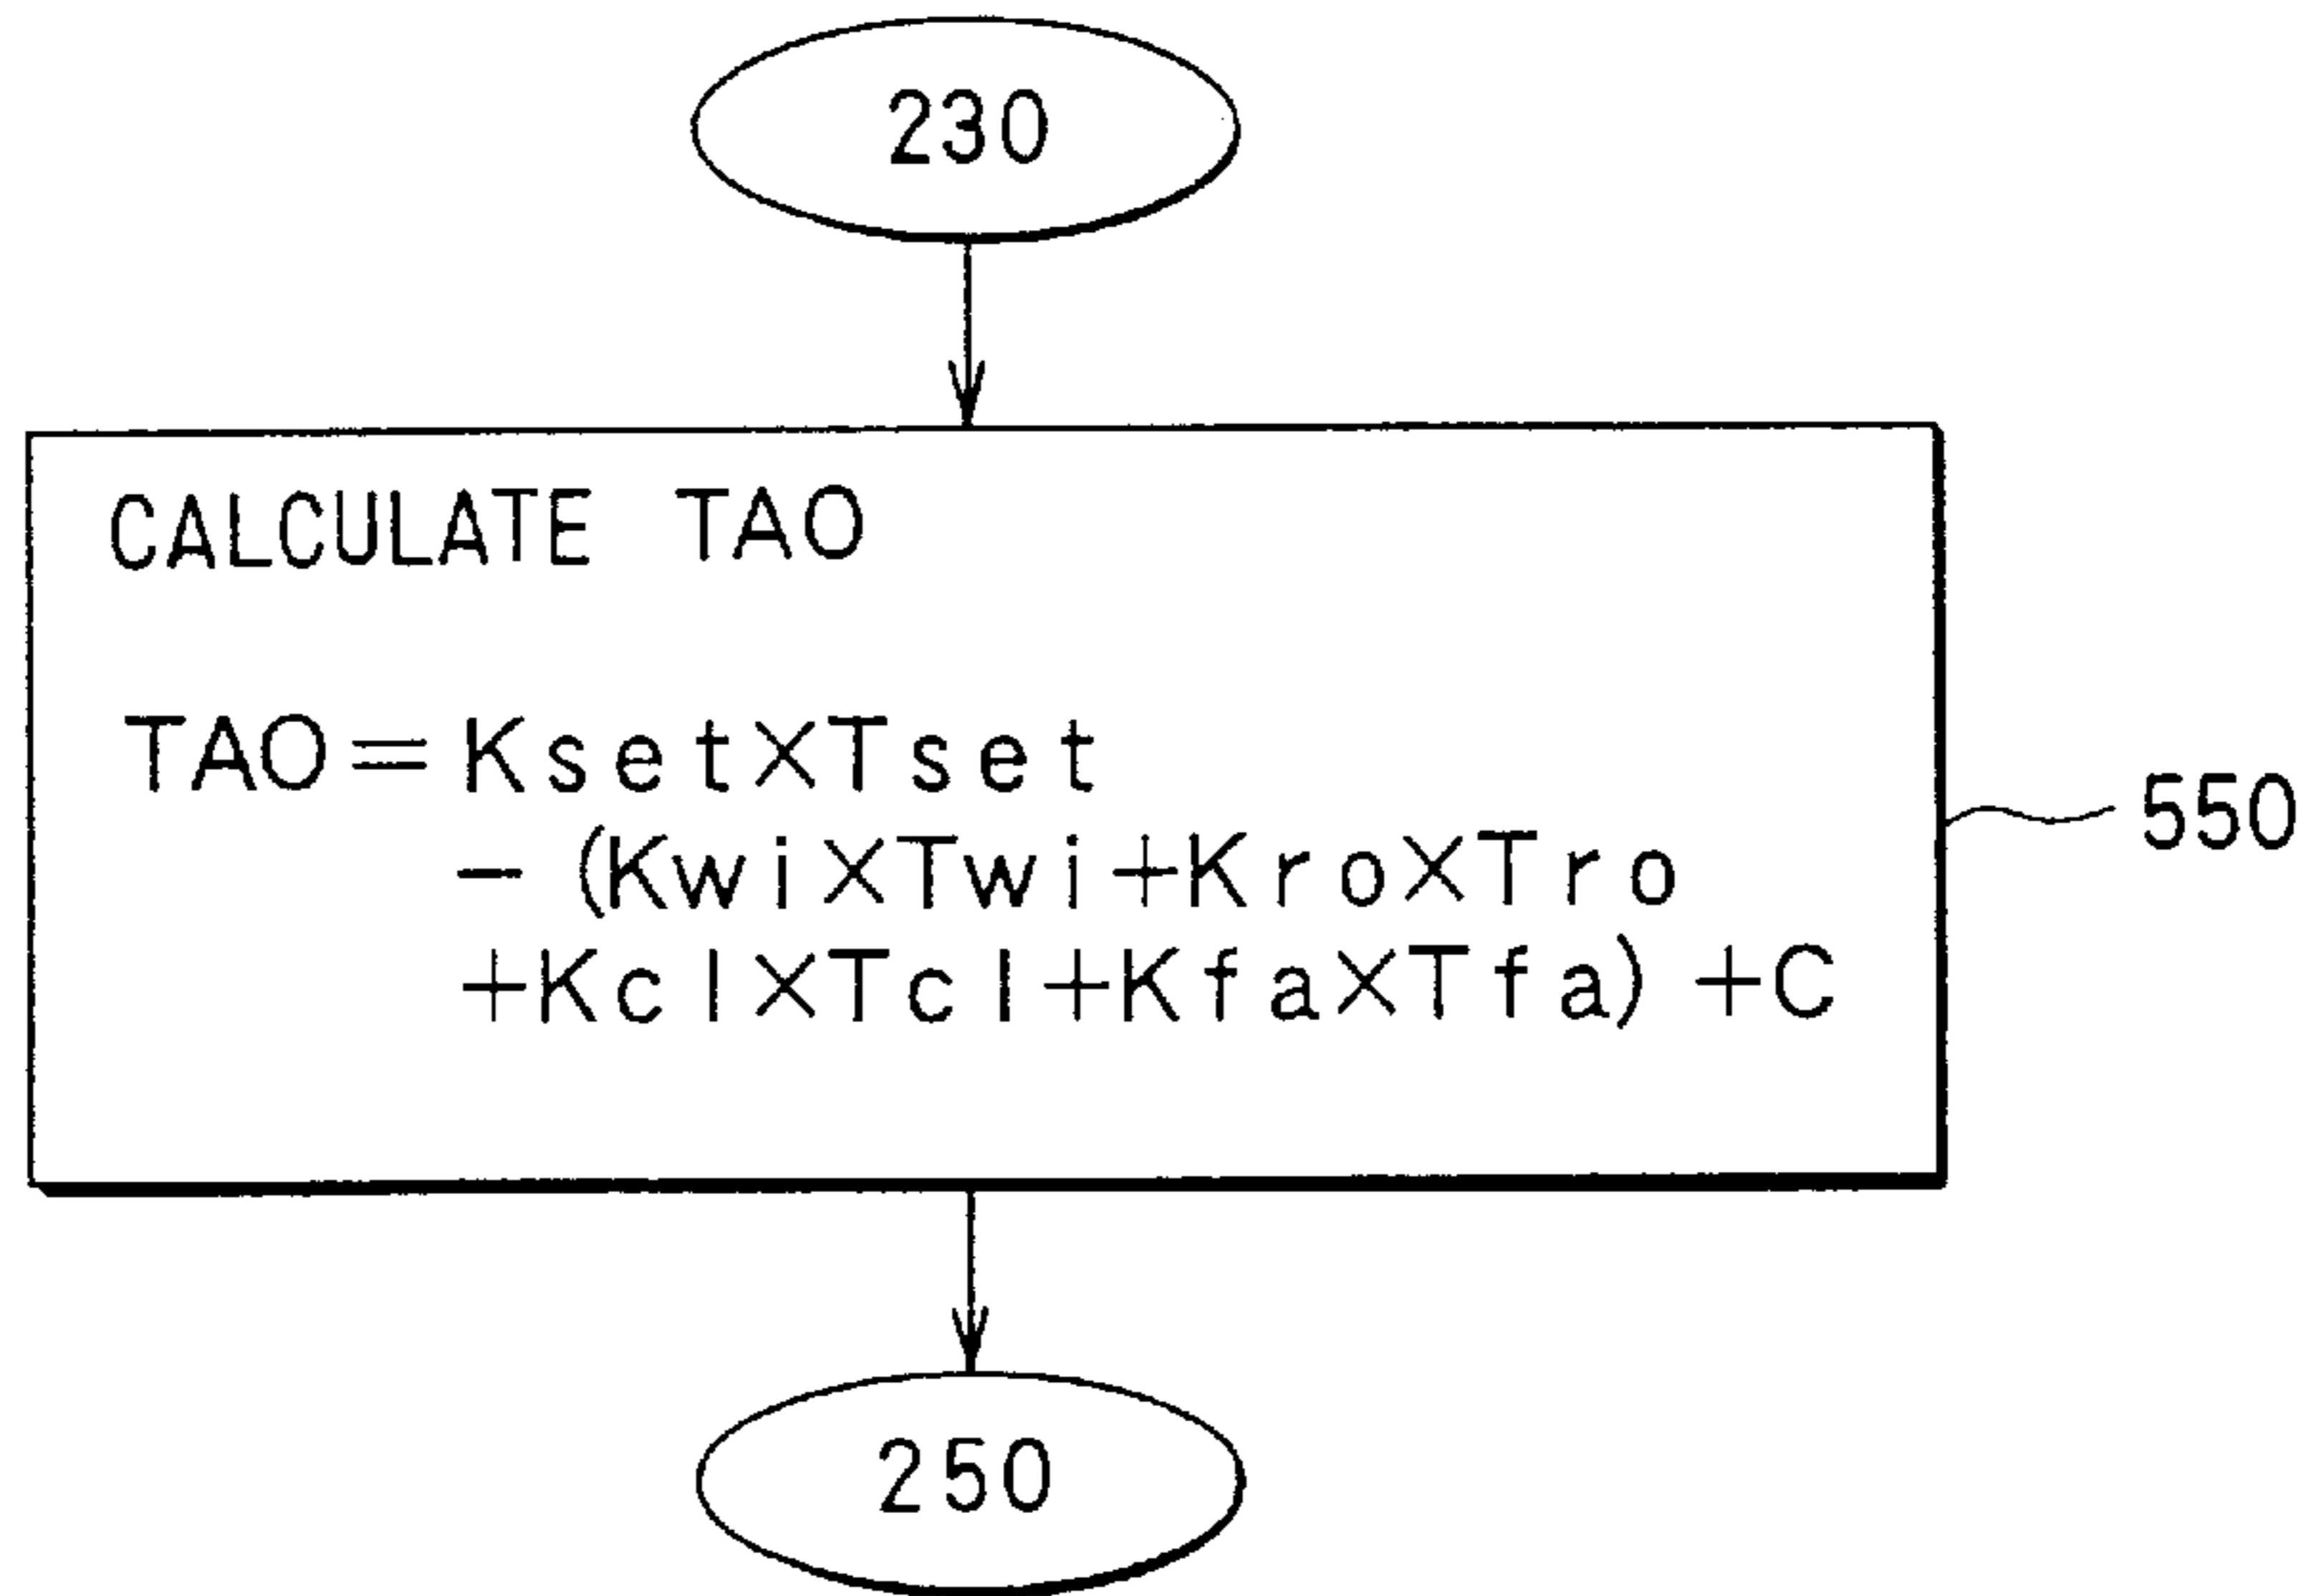 230
CALCULATE TAO
TAO=Kset×Tset
-(Kwi×Twi+Kro×Tro
+Kcl×Tcl+Kfa×Tfa)+C
550
250